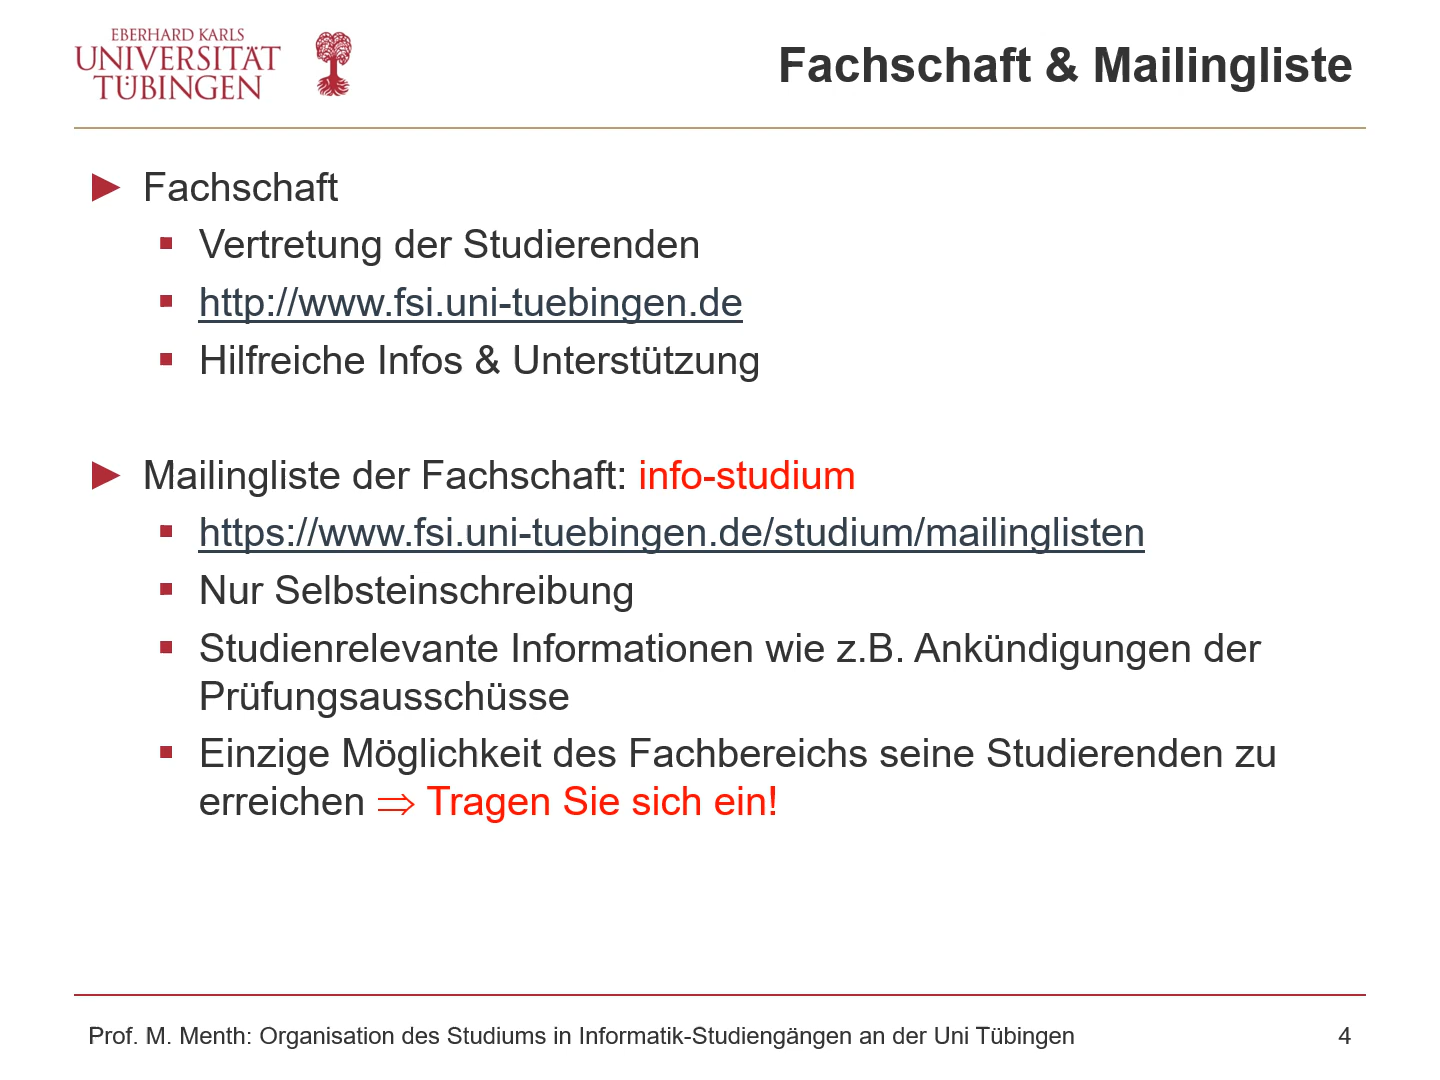 EBERHARD KARLS
UNIVERSITÄT
TÜBINGEN
Fachschaft & Mailingliste
► Fachschaft
▪ Vertretung der Studierenden
▪ http://www.fsi.uni-tuebingen.de
▪ Hilfreiche Infos & Unterstützung
► Mailingliste der Fachschaft: info-studium
▪ https://www.fsi.uni-tuebingen.de/studium/mailinglisten
▪ Nur Selbsteinschreibung
▪ Studienrelevante Informationen wie z.B. Ankündigungen der
Prüfungsausschüsse
▪ Einzige Möglichkeit des Fachbereichs seine Studierenden zu
erreichen ⇒ Tragen Sie sich ein!
Prof. M. Menth: Organisation des Studiums in Informatik-Studiengängen an der Uni Tübingen 4